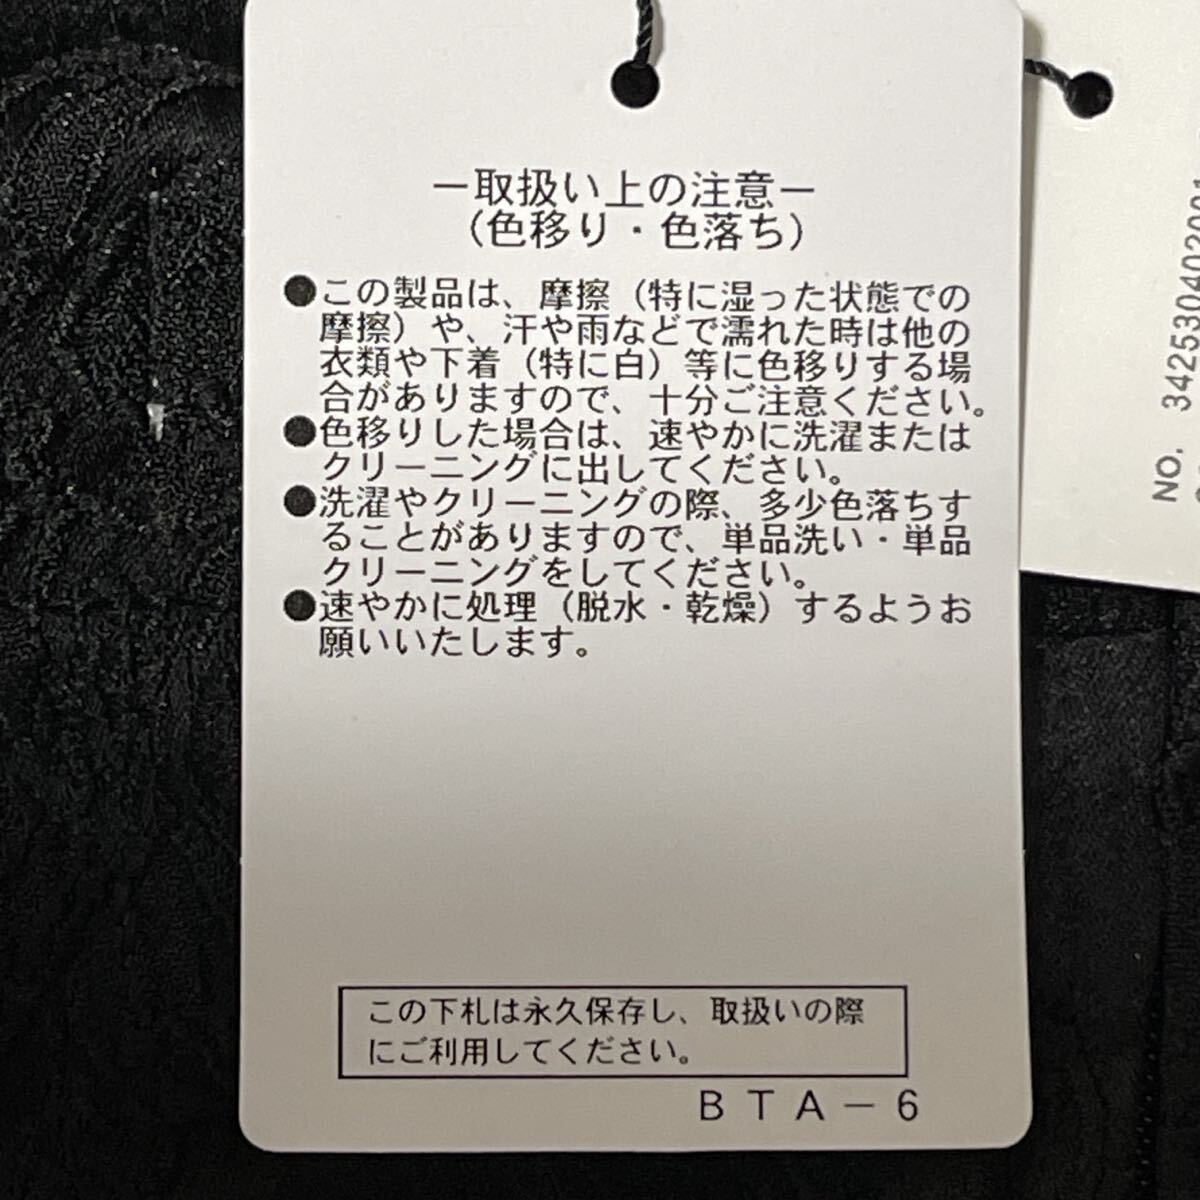 ー取扱い上の注意ー
（色移り・色落ち）
●この製品は、摩擦（特に湿った状態での
摩擦）や、汗や雨などで濡れた時は他の
衣類や下着（特に白）等に色移りする場
合がありますので、十分ご注意ください。
●色移りした場合は、速やかに洗濯または
クリーニングに出してください。
●洗濯やクリーニングの際、多少色落ちす
ることがありますので、単品洗い・単品
クリーニングをしてください。
●速やかに処理（脱水・乾燥）するようお
願いいたします。
この下札は永久保存し、取扱いの際
にご利用してください。
BTA－6
NO.